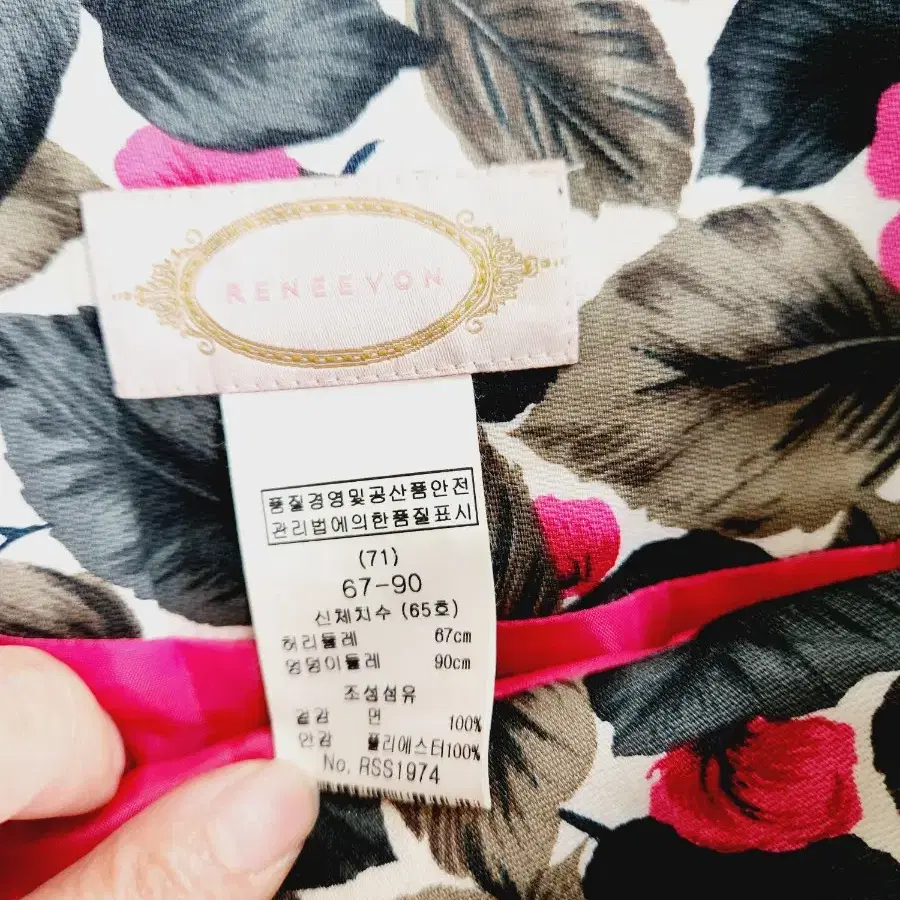 RENEEVON
품질경영및공산품안전
관리법에의한품질표시
(71)
67-90
신체치수 (65호)
허리둘레 67cm
엉덩이둘레 90cm
조성섬유
겉감 면 100%
안감 폴리에스터100%
No. RSS1974